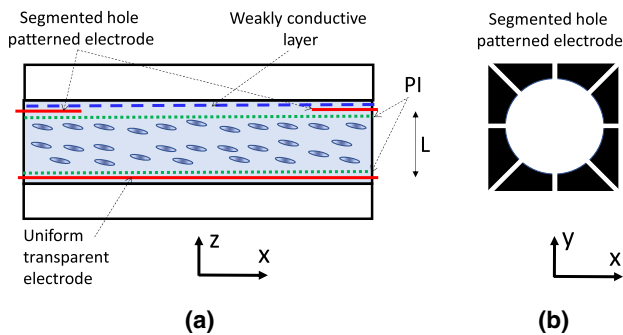 Segmented hole
patterned electrode
Weakly conductive
layer
Segmented hole
patterned electrode
PI
L
Uniform
transparent
electrode
z
x
y
x
(a)
(b)